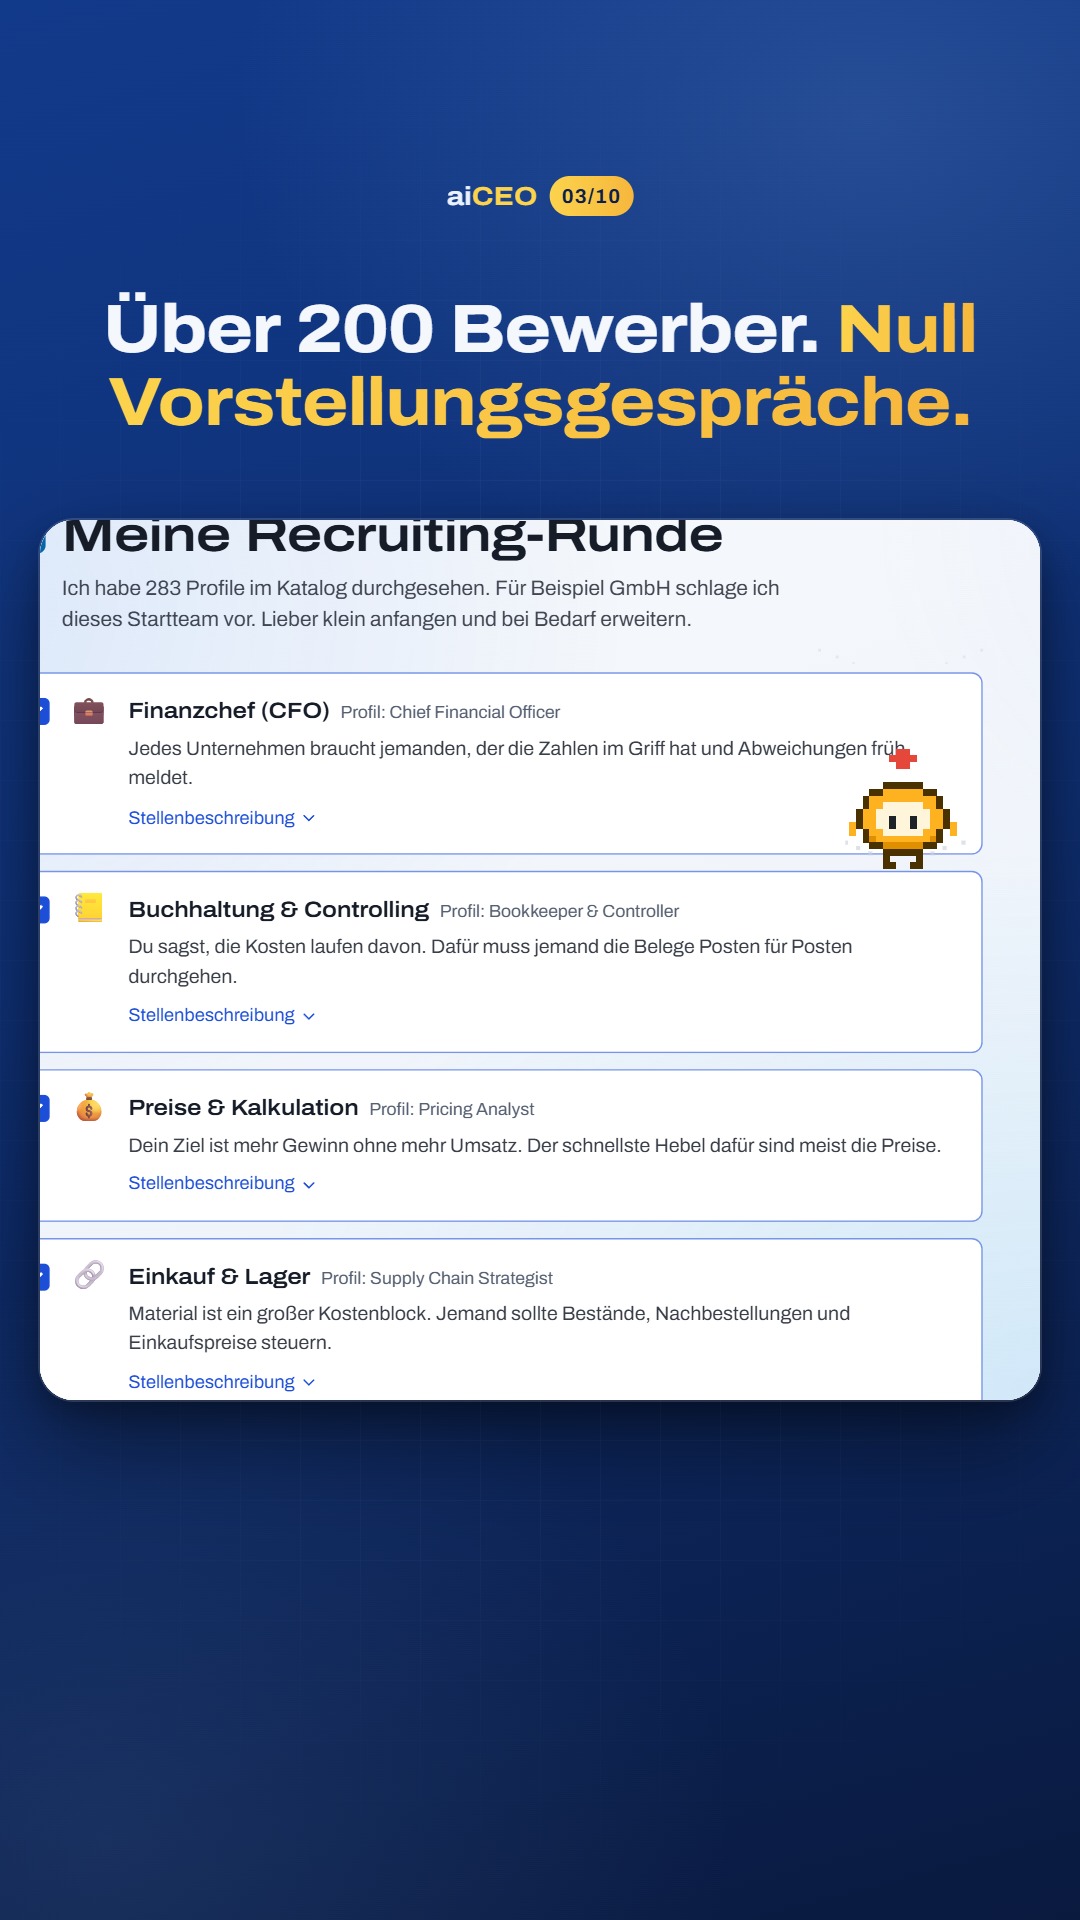 aiCEO 03/10
Über 200 Bewerber. Null
Vorstellungsgespräche.
Meine Recruiting-Runde
Ich habe 283 Profile im Katalog durchgesehen. Für Beispiel GmbH schlage ich
dieses Startteam vor. Lieber klein anfangen und bei Bedarf erweitern.
Finanzchef (CFO) Profil: Chief Financial Officer
Jedes Unternehmen braucht jemanden, der die Zahlen im Griff hat und Abweichungen früh
meldet.
Stellenbeschreibung
Buchhaltung & Controlling Profil: Bookkeeper & Controller
Du sagst, die Kosten laufen davon. Dafür muss jemand die Belege Posten für Posten
durchgehen.
Stellenbeschreibung
Preise & Kalkulation Profil: Pricing Analyst
Dein Ziel ist mehr Gewinn ohne mehr Umsatz. Der schnellste Hebel dafür sind meist die Preise.
Stellenbeschreibung
Einkauf & Lager Profil: Supply Chain Strategist
Material ist ein großer Kostenblock. Jemand sollte Bestände, Nachbestellungen und
Einkaufspreise steuern.
Stellenbeschreibung